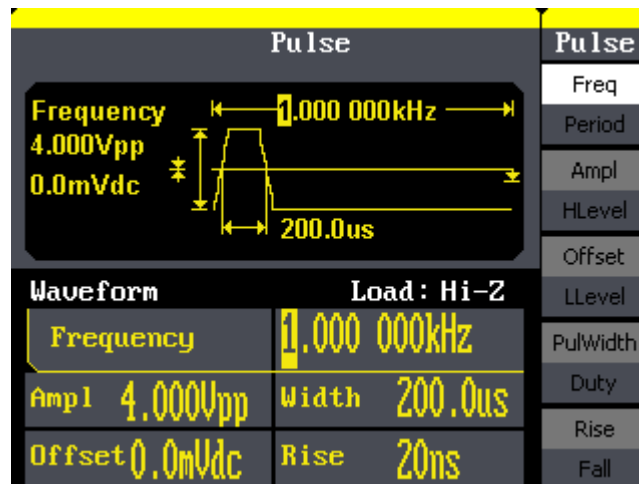 Pulse
Frequency 1.000 000kHz
4.000Vpp
0.0mVdc
200.0us
Waveform Load: Hi-Z
Frequency 1.000 000kHz
Ampl 4.000Vpp Width 200.0us
Offset 0.0mVdc Rise 20ns
Pulse
Freq
Period
Ampl
HLevel
Offset
LLevel
PulWidth
Duty
Rise
Fall